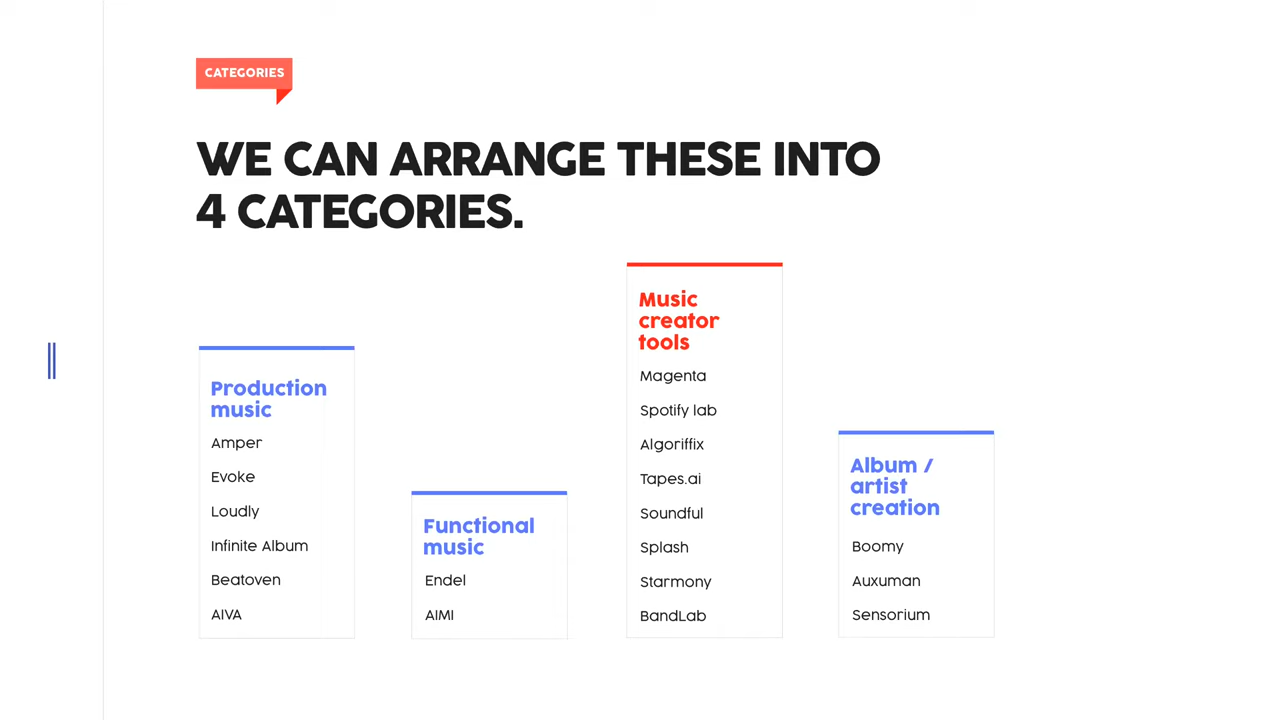 CATEGORIES
WE CAN ARRANGE THESE INTO
4 CATEGORIES.
Production
music
Amper
Evoke
Loudly
Infinite Album
Beatoven
AIVA
Functional
music
Endel
AIMI
Music
creator
tools
Magenta
Spotify lab
Algoriffix
Tapes.ai
Soundful
Splash
Starmony
BandLab
Album /
artist
creation
Boomy
Auxuman
Sensorium